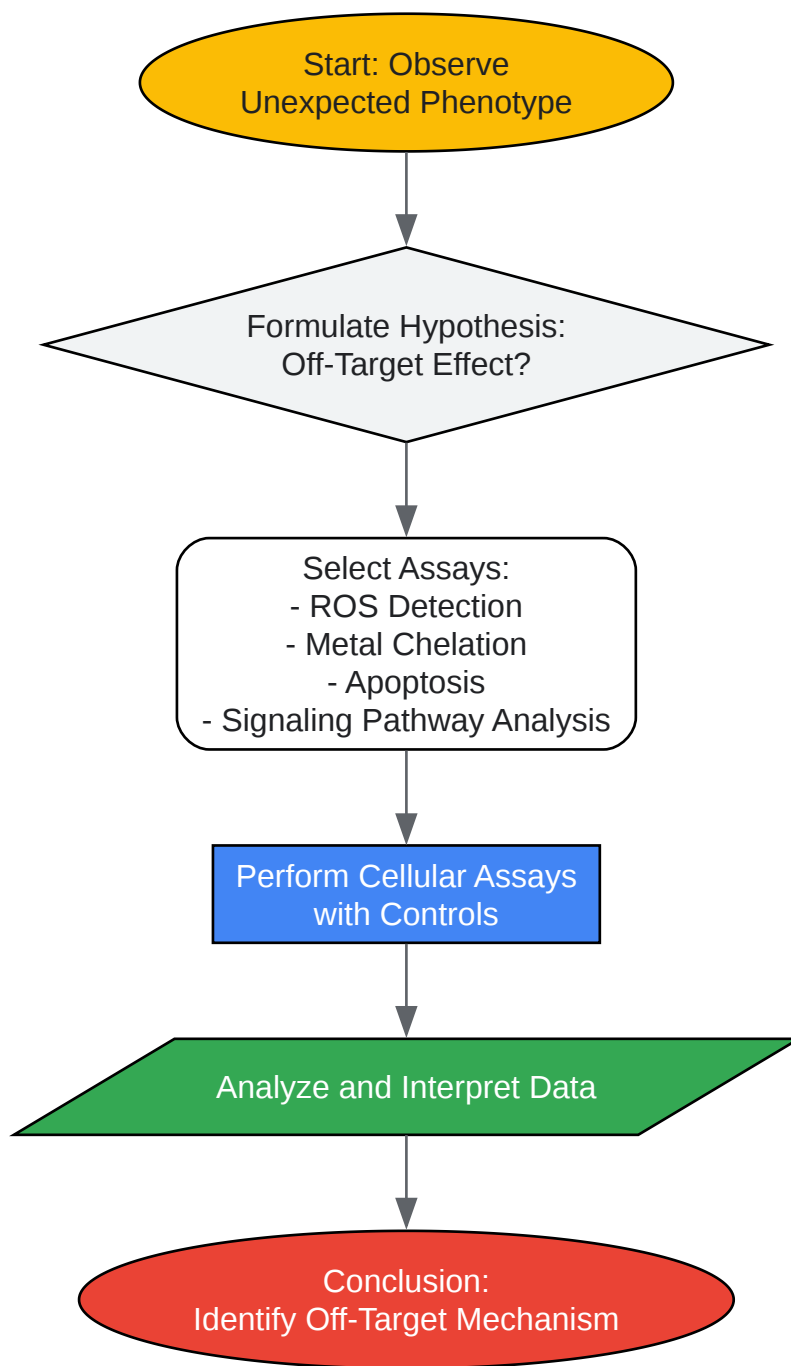 Start: Observe
Unexpected Phenotype
Formulate Hypothesis:
Off-Target Effect?
Select Assays:
- ROS Detection
- Metal Chelation
- Apoptosis
- Signaling Pathway Analysis
Perform Cellular Assays
with Controls
Analyze and Interpret Data
Conclusion:
Identify Off-Target Mechanism